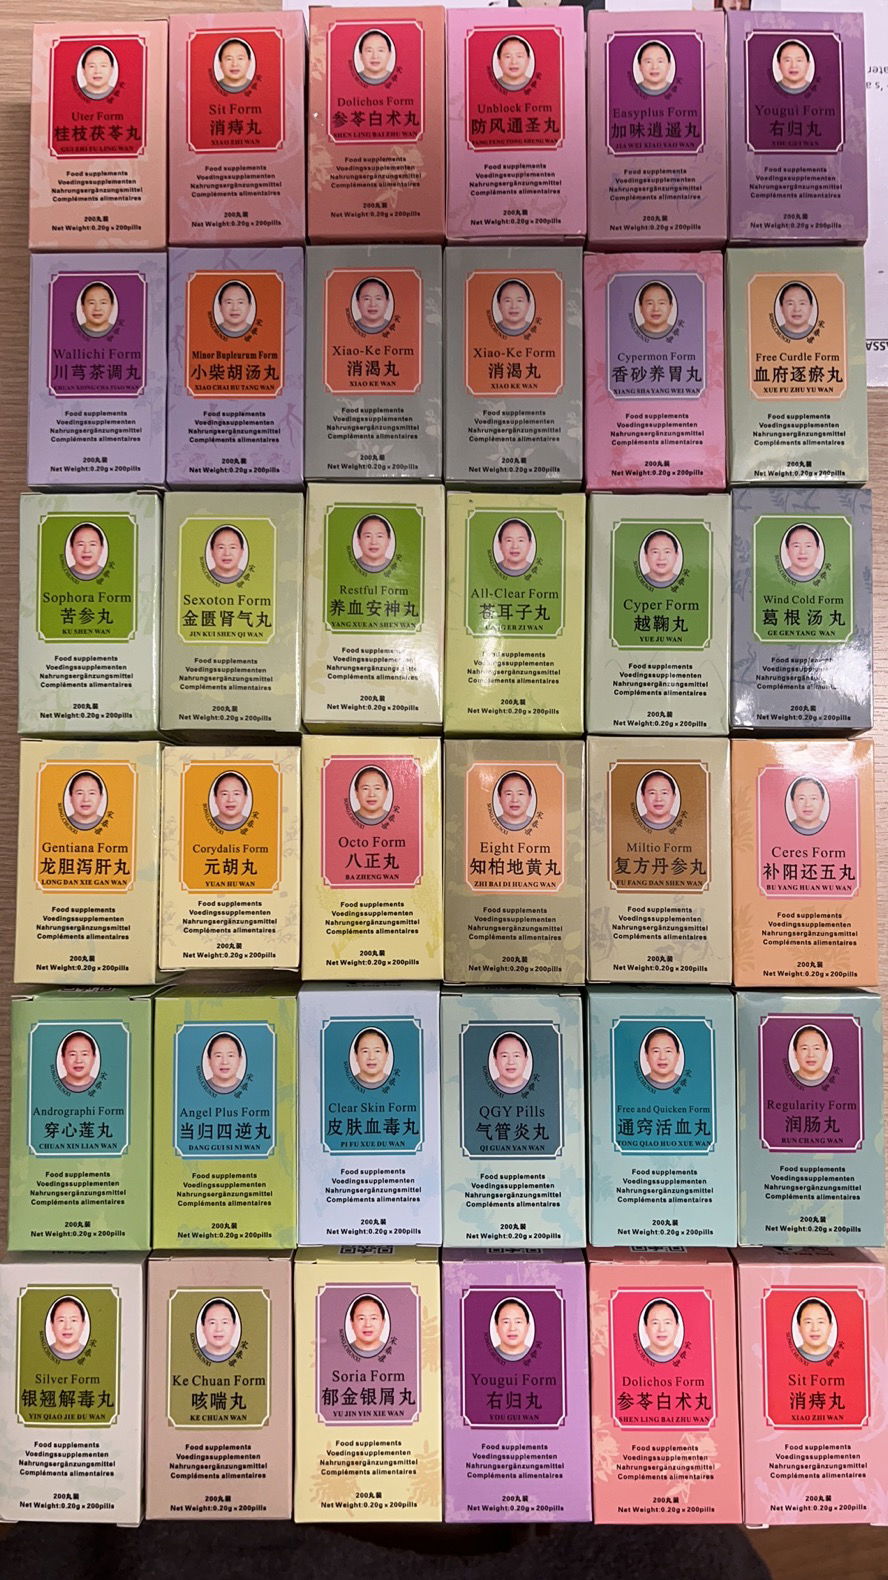 Uter Form
桂枝茯苓丸
GUI ZHI FU LING WAN
Food supplements
Voedingssupplementen
Nahrungsergänzungsmittel
Compléments alimentaires
200丸装
Net Weight:0.20g×200pills
Sit Form
消痔丸
XIAO ZHI WAN
Food supplements
Voedingssupplementen
Nahrungsergänzungsmittel
Compléments alimentaires
200丸装
Net Weight:0.20g×200pills
Dolichos Form
参苓白术丸
SHEN LING BAI ZHU WAN
Food supplements
Voedingssupplementen
Nahrungsergänzungsmittel
Compléments alimentaires
200丸装
Net Weight:0.20g×200pills
Unblock Form
防风通圣丸
FANG FENG TONG SHENG WAN
Food supplements
Voedingssupplementen
Nahrungsergänzungsmittel
Compléments alimentaires
200丸装
Net Weight:0.20g×200pills
Easyplus Form
加味逍遥丸
JIA WEI XIAO YAO WAN
Food supplements
Voedingssupplementen
Nahrungsergänzungsmittel
Compléments alimentaires
200丸装
Net Weight:0.20g×200pills
Yougui Form
右归丸
YOU GUI WAN
Food supplements
Voedingssupplementen
Nahrungsergänzungsmittel
Compléments alimentaires
200丸装
Net Weight:0.20g×200pills
Wallichi Form
川芎茶调丸
CHUAN XIONG CHA TIAO WAN
Food supplements
Voedingssupplementen
Nahrungsergänzungsmittel
Compléments alimentaires
200丸装
Net Weight:0.20g×200pills
Minor Bupleurum Form
小柴胡汤丸
XIAO CHAI HU TANG WAN
Food supplements
Voedingssupplementen
Nahrungsergänzungsmittel
Compléments alimentaires
200丸装
Net Weight:0.20g×200pills
Xiao-Ke Form
消渴丸
XIAO KE WAN
Food supplements
Voedingssupplementen
Nahrungsergänzungsmittel
Compléments alimentaires
200丸装
Net Weight:0.20g×200pills
Xiao-Ke Form
消渴丸
XIAO KE WAN
Food supplements
Voedingssupplementen
Nahrungsergänzungsmittel
Compléments alimentaires
200丸装
Net Weight:0.20g×200pills
Cypermon Form
香砂养胃丸
XIANG SHA YANG WEI WAN
Food supplements
Voedingssupplementen
Nahrungsergänzungsmittel
Compléments alimentaires
200丸装
Net Weight:0.20g×200pills
Free Curdle Form
血府逐瘀丸
XUE FU ZHU YU WAN
Food supplements
Voedingssupplementen
Nahrungsergänzungsmittel
Compléments alimentaires
200丸装
Net Weight:0.20g×200pills
Sophora Form
苦参丸
KU SHEN WAN
Food supplements
Voedingssupplementen
Nahrungsergänzungsmittel
Compléments alimentaires
200丸装
Net Weight:0.20g×200pills
Sexoton Form
金匮肾气丸
JIN KUI SHEN QI WAN
Food supplements
Voedingssupplementen
Nahrungsergänzungsmittel
Compléments alimentaires
200丸装
Net Weight:0.20g×200pills
Restful Form
养血安神丸
YANG XUE AN SHEN WAN
Food supplements
Voedingssupplementen
Nahrungsergänzungsmittel
Compléments alimentaires
200丸装
Net Weight:0.20g×200pills
All-Clear Form
苍耳子丸
CANG ER ZI WAN
Food supplements
Voedingssupplementen
Nahrungsergänzungsmittel
Compléments alimentaires
200丸装
Net Weight:0.20g×200pills
Cyper Form
越鞠丸
YUE JU WAN
Food supplements
Voedingssupplementen
Nahrungsergänzungsmittel
Compléments alimentaires
200丸装
Net Weight:0.20g×200pills
Wind Cold Form
葛根汤丸
GE GEN TANG WAN
Food supplements
Voedingssupplementen
Nahrungsergänzungsmittel
Compléments alimentaires
200丸装
Net Weight:0.20g×200pills
Gentiana Form
龙胆泻肝丸
LONG DAN XIE GAN WAN
Food supplements
Voedingssupplementen
Nahrungsergänzungsmittel
Compléments alimentaires
200丸装
Net Weight:0.20g×200pills
Corydalis Form
元胡丸
YUAN HU WAN
Food supplements
Voedingssupplementen
Nahrungsergänzungsmittel
Compléments alimentaires
200丸装
Net Weight:0.20g×200pills
Octo Form
八正丸
BA ZHENG WAN
Food supplements
Voedingssupplementen
Nahrungsergänzungsmittel
Compléments alimentaires
200丸装
Net Weight:0.20g×200pills
Eight Form
知柏地黄丸
ZHI BAI DI HUANG WAN
Food supplements
Voedingssupplementen
Nahrungsergänzungsmittel
Compléments alimentaires
200丸装
Net Weight:0.20g×200pills
Miltio Form
复方丹参丸
FU FANG DAN SHEN WAN
Food supplements
Voedingssupplementen
Nahrungsergänzungsmittel
Compléments alimentaires
200丸装
Net Weight:0.20g×200pills
Ceres Form
补阳还五丸
BU YANG HUAN WU WAN
Food supplements
Voedingssupplementen
Nahrungsergänzungsmittel
Compléments alimentaires
200丸装
Net Weight:0.20g×200pills
Andrographi Form
穿心莲丸
CHUAN XIN LIAN WAN
Food supplements
Voedingssupplementen
Nahrungsergänzungsmittel
Compléments alimentaires
200丸装
Net Weight:0.20g×200pills
Angel Plus Form
当归四逆丸
DANG GUI SI NI WAN
Food supplements
Voedingssupplementen
Nahrungsergänzungsmittel
Compléments alimentaires
200丸装
Net Weight:0.20g×200pills
Clear Skin Form
皮肤血毒丸
PI FU XUE DU WAN
Food supplements
Voedingssupplementen
Nahrungsergänzungsmittel
Compléments alimentaires
200丸装
Net Weight:0.20g×200pills
QGY Pills
气管炎丸
QI GUAN YAN WAN
Food supplements
Voedingssupplementen
Nahrungsergänzungsmittel
Compléments alimentaires
200丸装
Net Weight:0.20g×200pills
Free and Quicken Form
通窍活血丸
TONG QIAO HUO XUE WAN
Food supplements
Voedingssupplementen
Nahrungsergänzungsmittel
Compléments alimentaires
200丸装
Net Weight:0.20g×200pills
Regularity Form
润肠丸
RUN CHANG WAN
Food supplements
Voedingssupplementen
Nahrungsergänzungsmittel
Compléments alimentaires
200丸装
Net Weight:0.20g×200pills
Silver Form
银翘解毒丸
YIN QIAO JIE DU WAN
Food supplements
Voedingssupplementen
Nahrungsergänzungsmittel
Compléments alimentaires
200丸装
Net Weight:0.20g×200pills
Ke Chuan Form
咳喘丸
KE CHUAN WAN
Food supplements
Voedingssupplementen
Nahrungsergänzungsmittel
Compléments alimentaires
200丸装
Net Weight:0.20g×200pills
Soria Form
郁金银屑丸
YU JIN YIN XIE WAN
Food supplements
Voedingssupplementen
Nahrungsergänzungsmittel
Compléments alimentaires
200丸装
Net Weight:0.20g×200pills
Yougui Form
右归丸
YOU GUI WAN
Food supplements
Voedingssupplementen
Nahrungsergänzungsmittel
Compléments alimentaires
200丸装
Net Weight:0.20g×200pills
Dolichos Form
参苓白术丸
SHEN LING BAI ZHU WAN
Food supplements
Voedingssupplementen
Nahrungsergänzungsmittel
Compléments alimentaires
200丸装
Net Weight:0.20g×200pills
Sit Form
消痔丸
XIAO ZHI WAN
Food supplements
Voedingssupplementen
Nahrungsergänzungsmittel
Compléments alimentaires
200丸装
Net Weight:0.20g×200pills